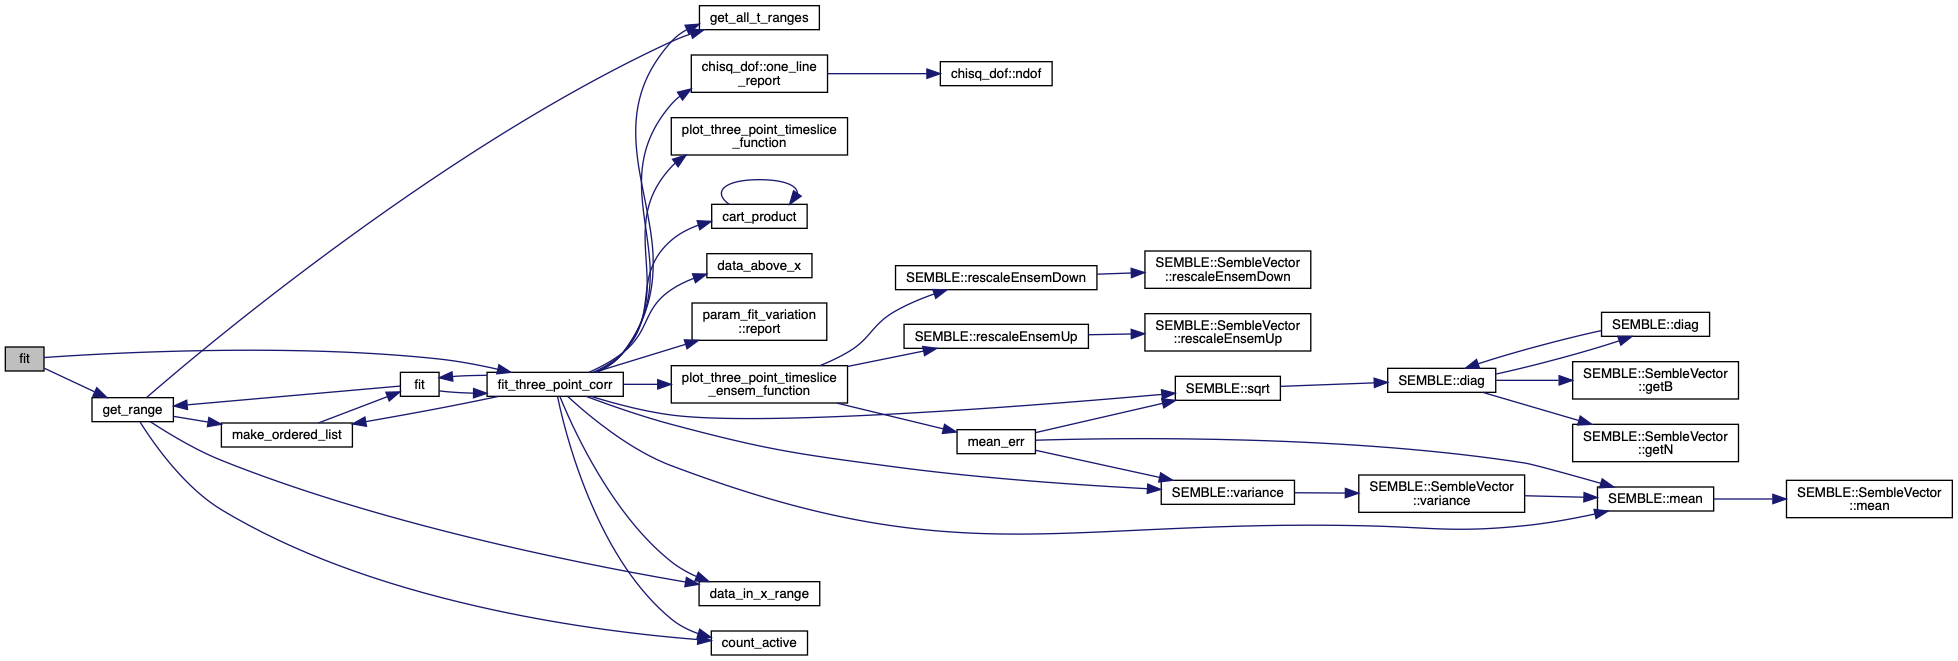 fit
get_range
make_ordered_list
fit
fit_three_point_corr
get_all_t_ranges
chisq_dof::one_line
_report
chisq_dof::ndof
plot_three_point_timeslice
_function
cart_product
data_above_x
param_fit_variation
::report
plot_three_point_timeslice
_ensem_function
SEMBLE::rescaleEnsemDown
SEMBLE::SembleVector
::rescaleEnsemDown
SEMBLE::rescaleEnsemUp
SEMBLE::SembleVector
::rescaleEnsemUp
mean_err
SEMBLE::sqrt
SEMBLE::diag
SEMBLE::diag
SEMBLE::SembleVector
::getB
SEMBLE::SembleVector
::getN
SEMBLE::variance
SEMBLE::SembleVector
::variance
SEMBLE::mean
SEMBLE::SembleVector
::mean
data_in_x_range
count_active